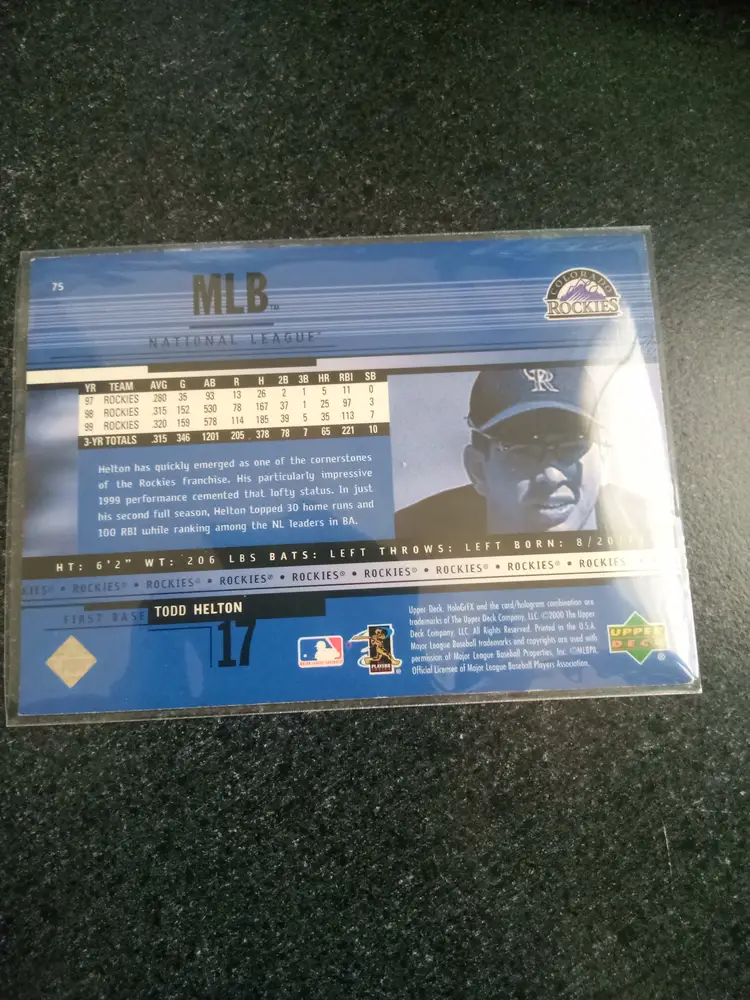 75
MLB™
NATIONAL LEAGUE®
COLORADO
ROCKIES
YR TEAM AVG G AB R H 2B 3B HR RBI SB
97 ROCKIES .280 35 93 13 26 2 1 5 11 0
98 ROCKIES .315 152 530 78 167 37 1 25 97 3
99 ROCKIES .320 159 578 114 185 39 5 35 113 7
3-YR TOTALS .315 346 1201 205 378 78 7 65 221 10
CR
Helton has quickly emerged as one of the cornerstones
of the Rockies franchise. His particularly impressive
1999 performance cemented that lofty status. In just
his second full season, Helton topped 30 home runs and
100 RBI while ranking among the NL leaders in BA.
HT: 6'2" WT: 206 LBS BATS: LEFT THROWS: LEFT BORN: 8/20/
KIES® • ROCKIES® • ROCKIES® • ROCKIES® • ROCKIES® • ROCKIES® • ROCKIES® • ROCKIES® • ROCKIES
FIRST BASE TODD HELTON
17
Upper Deck, HoloGrFX and the card/hologram combination are
trademarks of The Upper Deck Company, LLC. ©2000 The Upper
Deck Company, LLC. All Rights Reserved. Printed in the U.S.A.
Major League Baseball trademarks and copyrights are used with
permission of Major League Baseball Properties, Inc. ©MLBPA
Official Licensee of Major League Baseball Players Association.
PLAYERS
UPPER
DECK